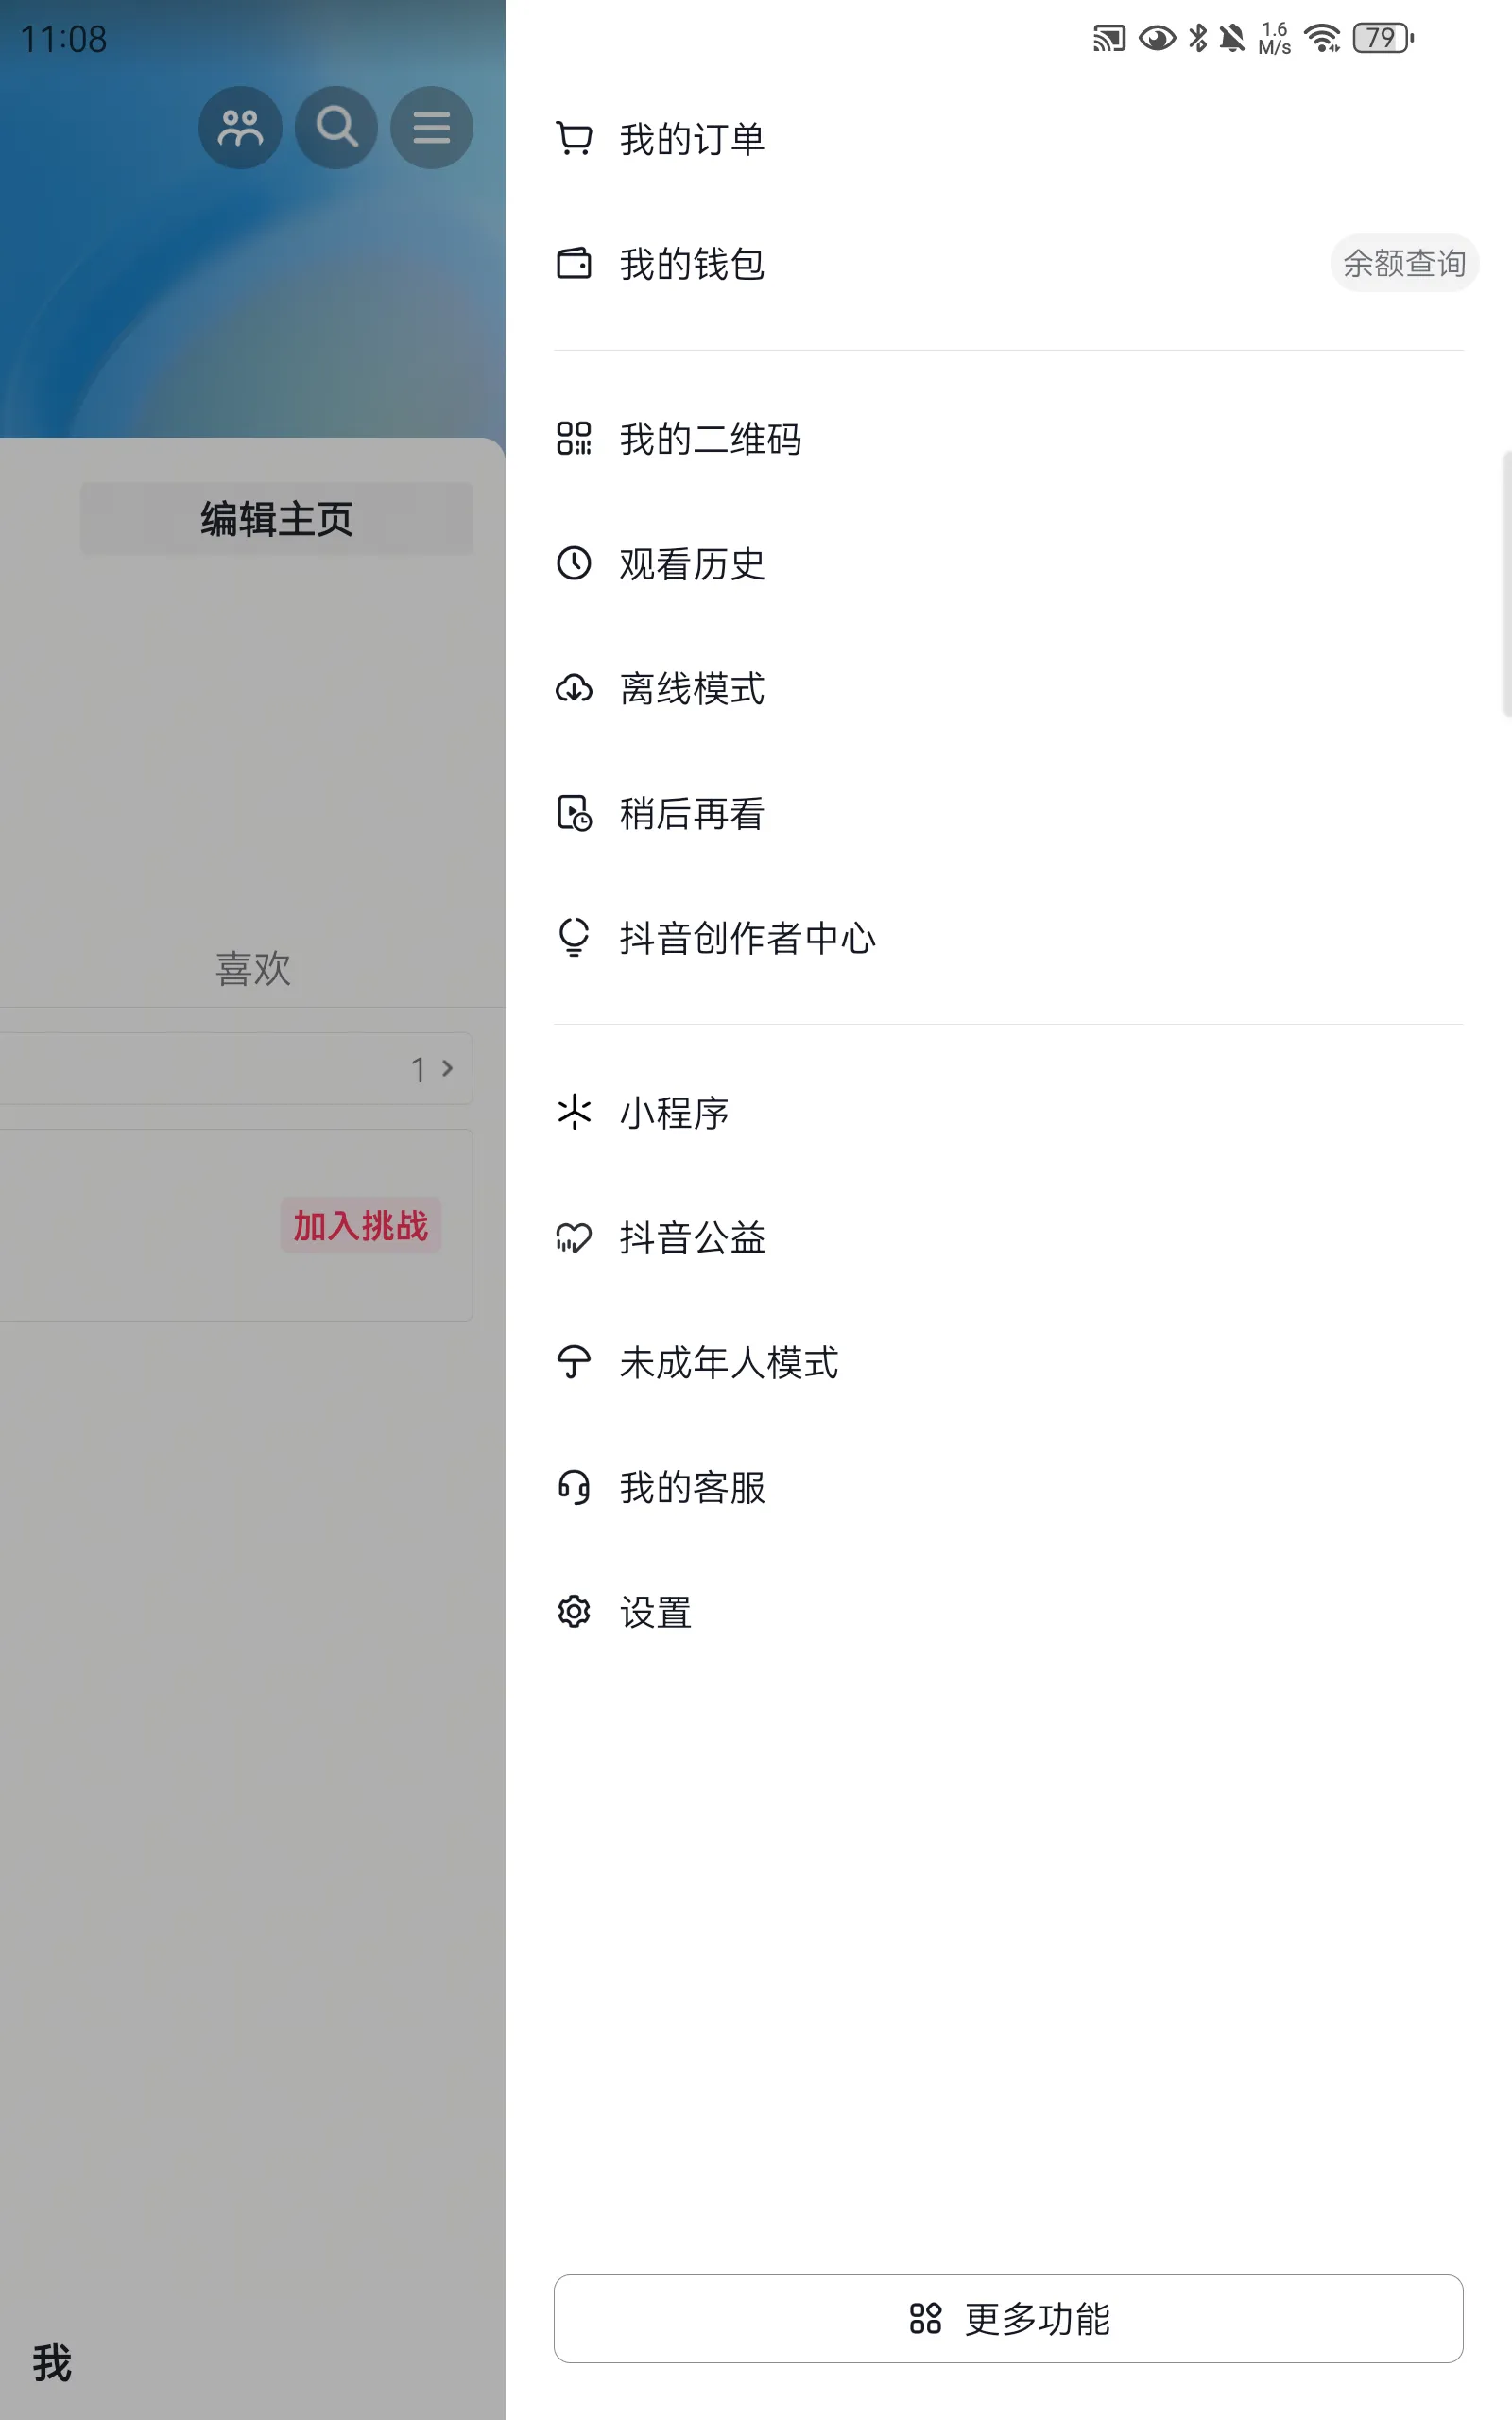 11:08
1.6
M/s
79
我的订单
我的钱包
余额查询
我的二维码
编辑主页
观看历史
离线模式
稍后再看
抖音创作者中心
喜欢
1
小程序
加入挑战
抖音公益
未成年人模式
我的客服
设置
更多功能
我